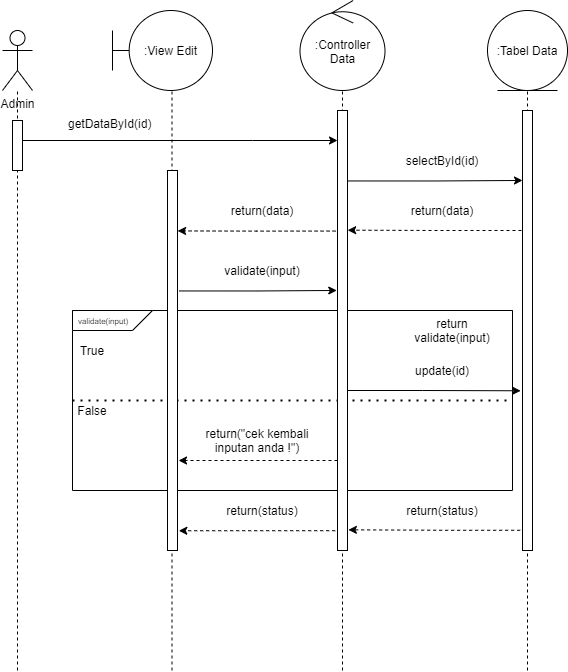 :View Edit
:Controller
Data
:Tabel Data
Admin
getDataById(id)
selectById(id)
return(data)
return(data)
validate(input)
validate(input)
return
validate(input)
True
update(id)
False
return("cek kembali
inputan anda !")
return(status)
return(status)